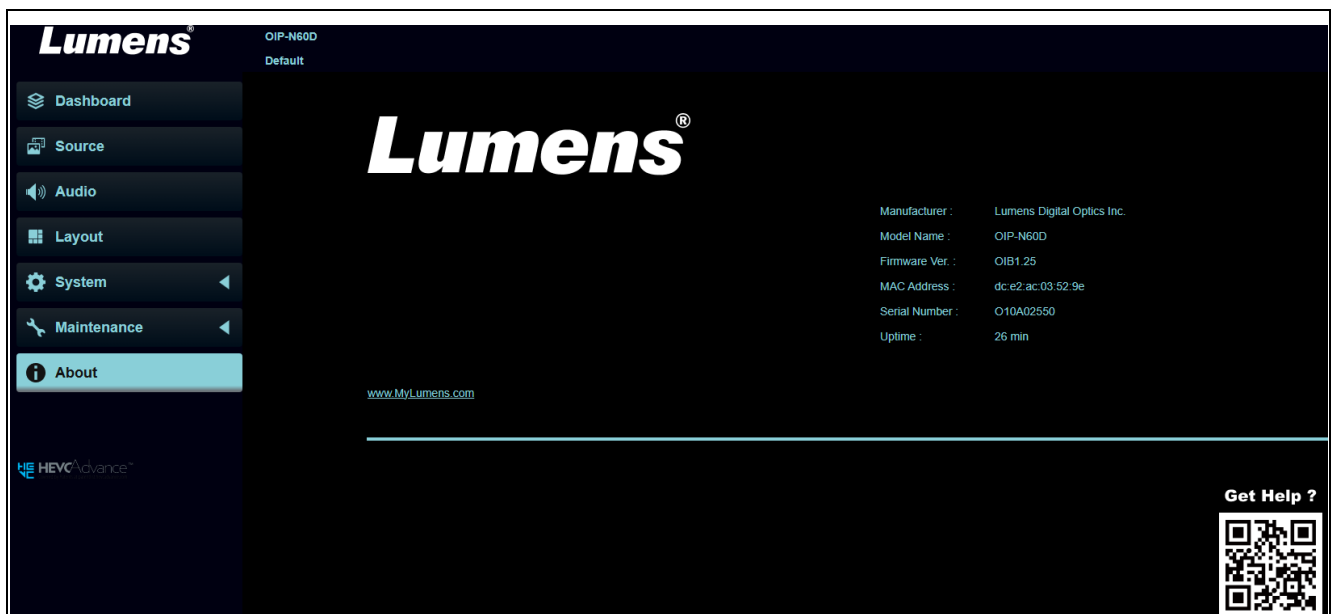 Lumens®
OIP-N60D
Default
Dashboard
Source
Audio
Layout
System
Maintenance
About
HEVC Advance™
Lumens®
Manufacturer : Lumens Digital Optics Inc.
Model Name : OIP-N60D
Firmware Ver. : OIB1.25
MAC Address : dc:e2:ac:03:52:9e
Serial Number : O10A02550
Uptime : 26 min
www.MyLumens.com
Get Help ?